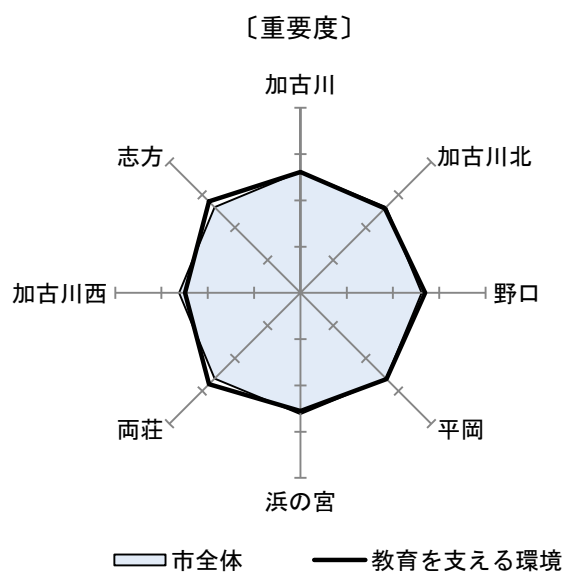 〔重要度〕
加古川
志方
加古川北
加古川西
野口
両荘
平岡
浜の宮
市全体
教育を支える環境